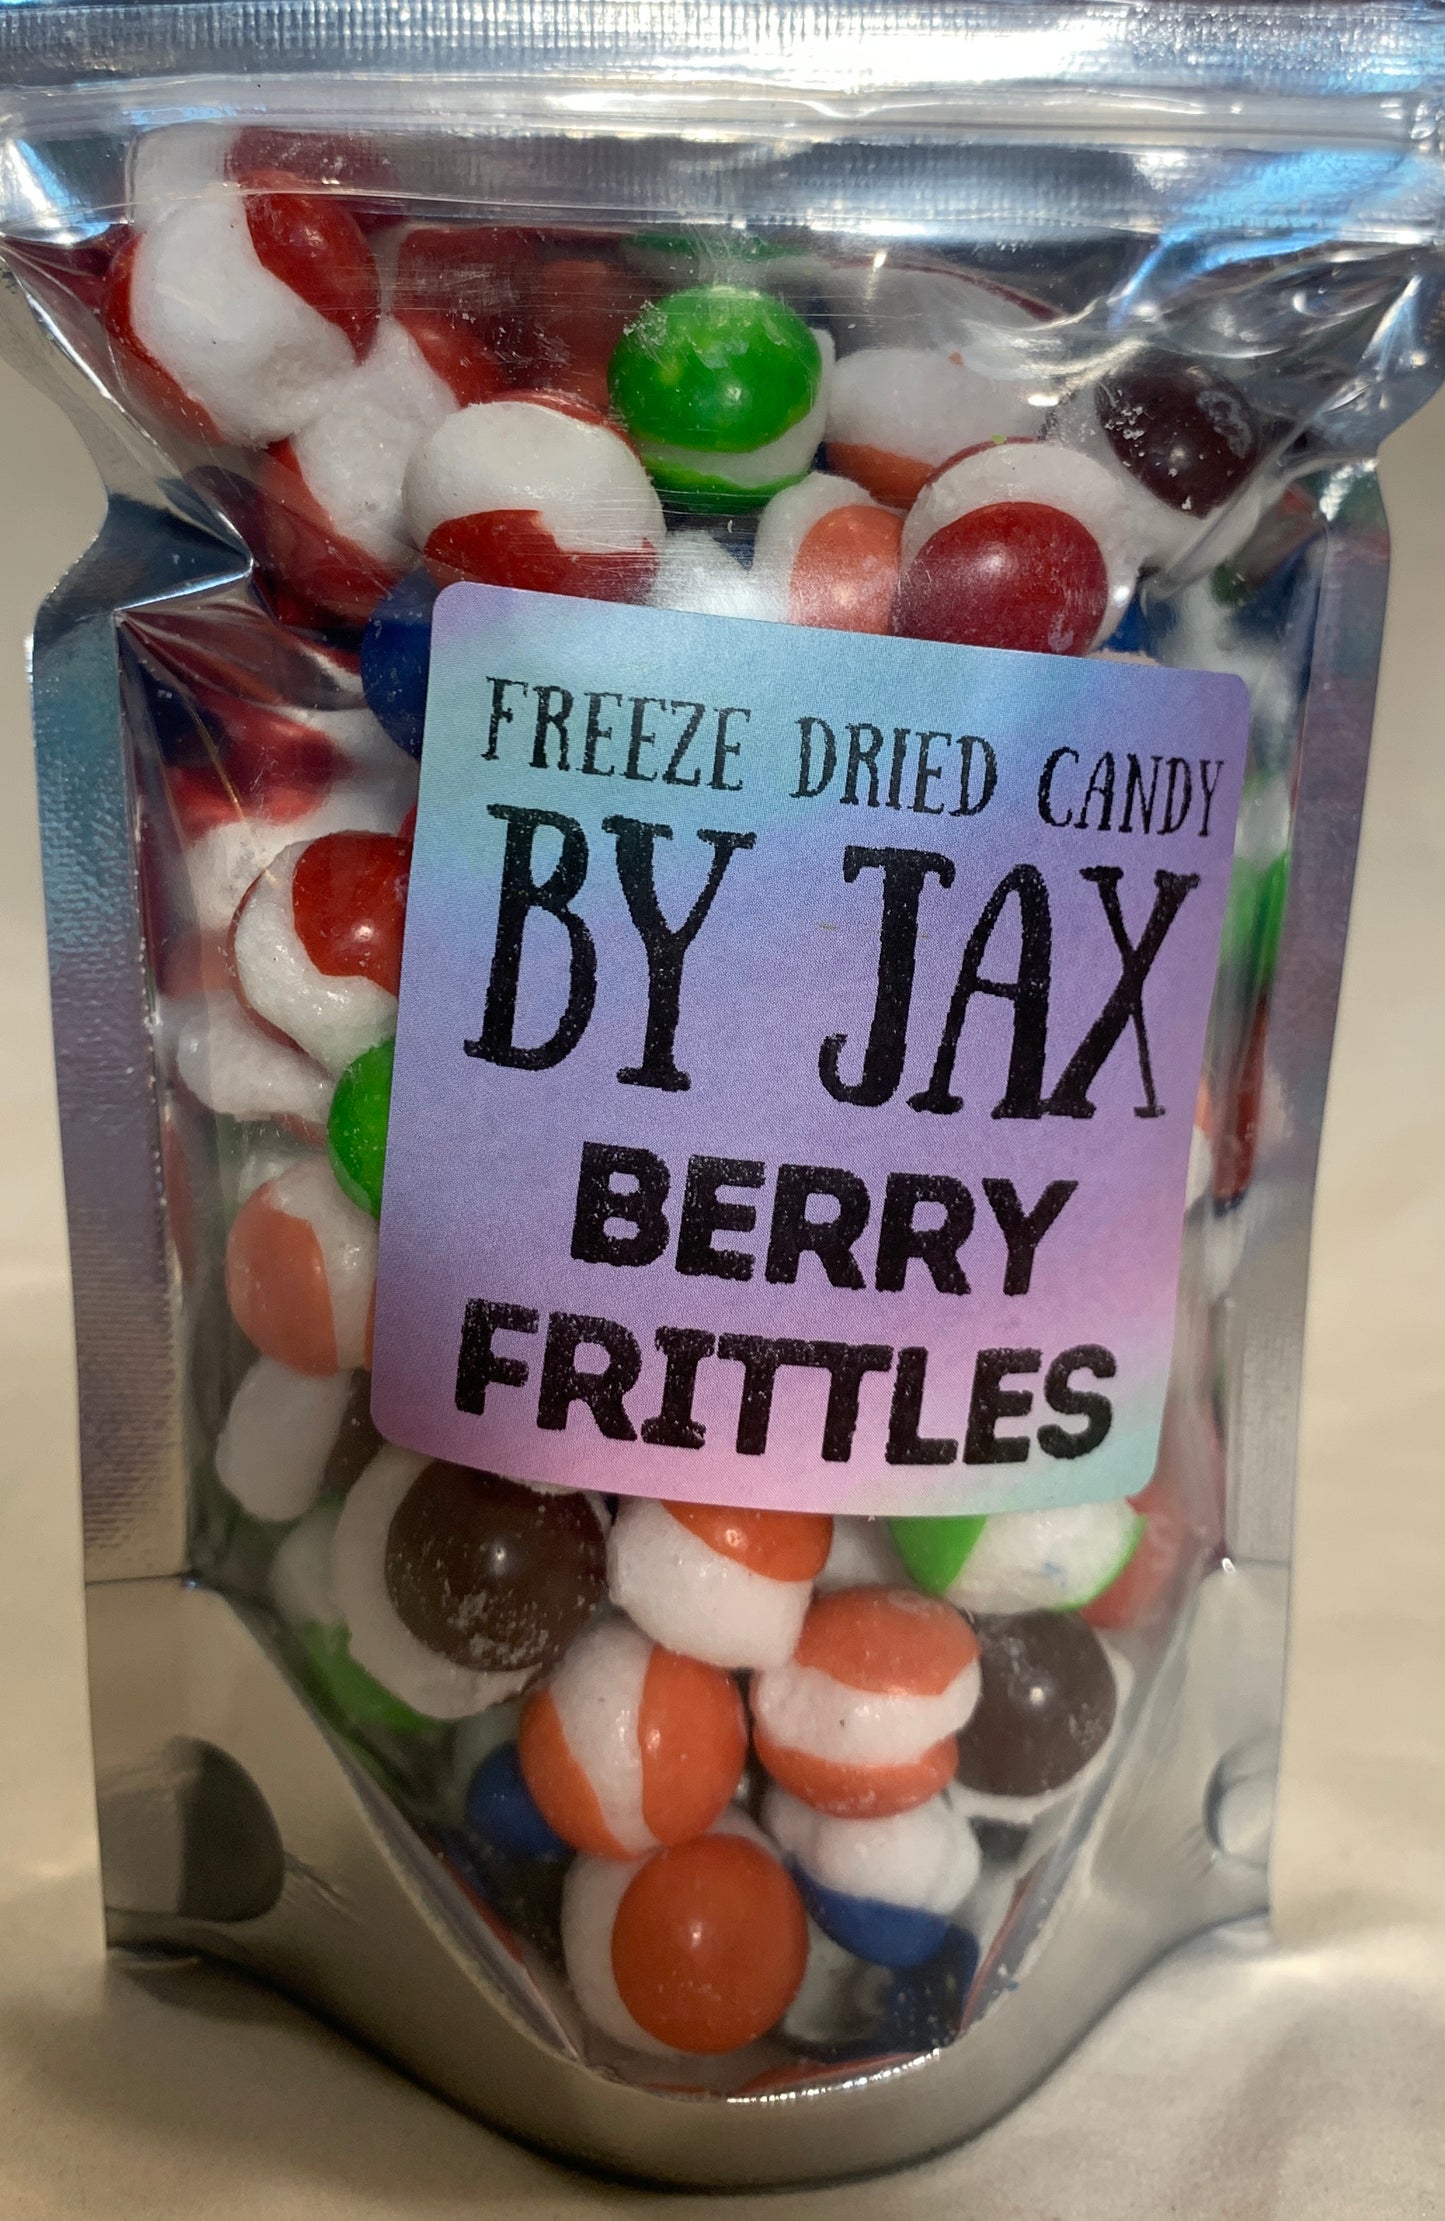 FREEZE DRIED CANDY
BY JAX
BERRY
FRITTLES